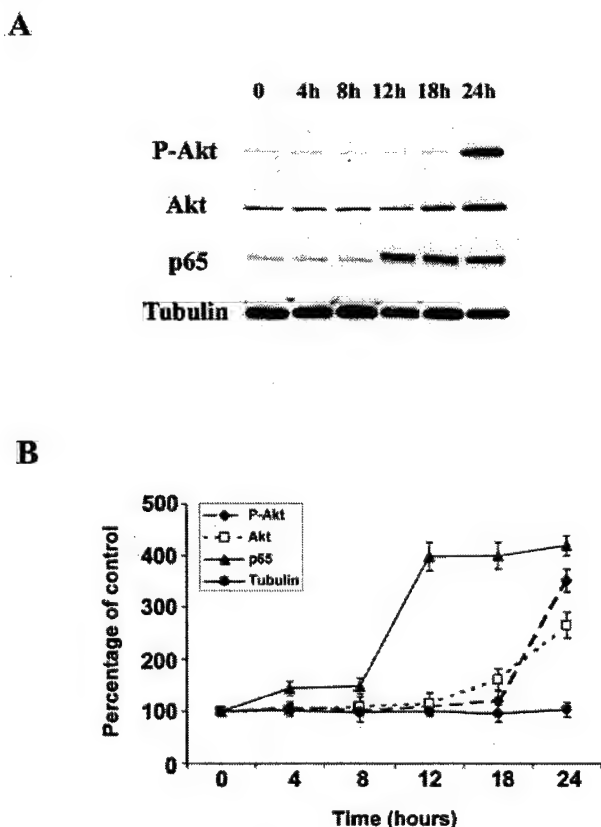 A
0 4h 8h 12h 18h 24h
P-Akt
Akt
p65
Tubulin
B
500
400
300
200
100
0
Percentage of control
P-Akt
Akt
p65
Tubulin
0 4 8 12 18 24
Time (hours)